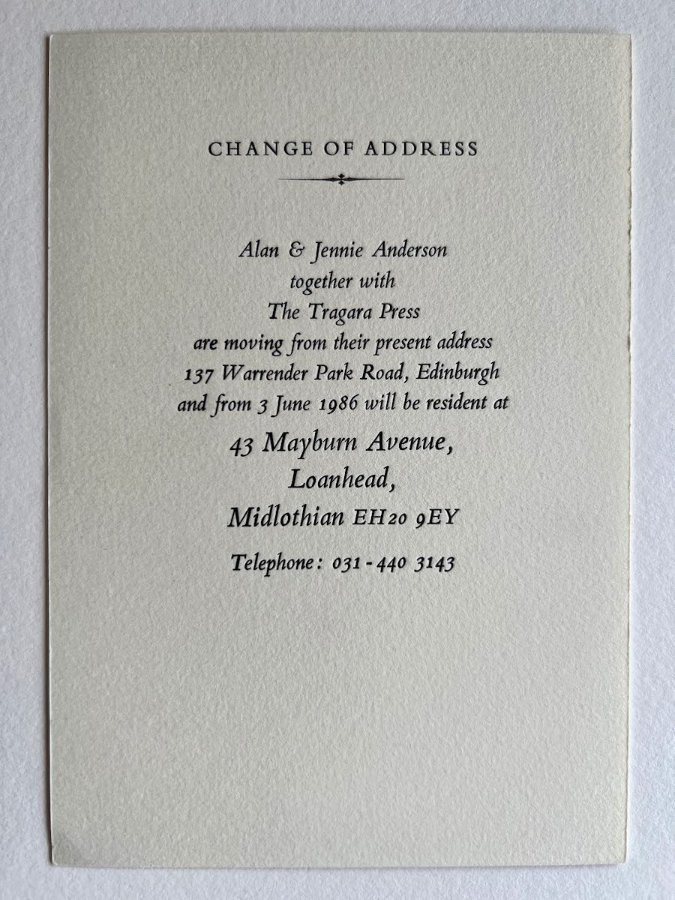 CHANGE OF ADDRESS
Alan & Jennie Anderson
together with
The Tragara Press
are moving from their present address
137 Warrender Park Road, Edinburgh
and from 3 June 1986 will be resident at
43 Mayburn Avenue,
Loanhead,
Midlothian EH20 9EY
Telephone: 031-440 3143